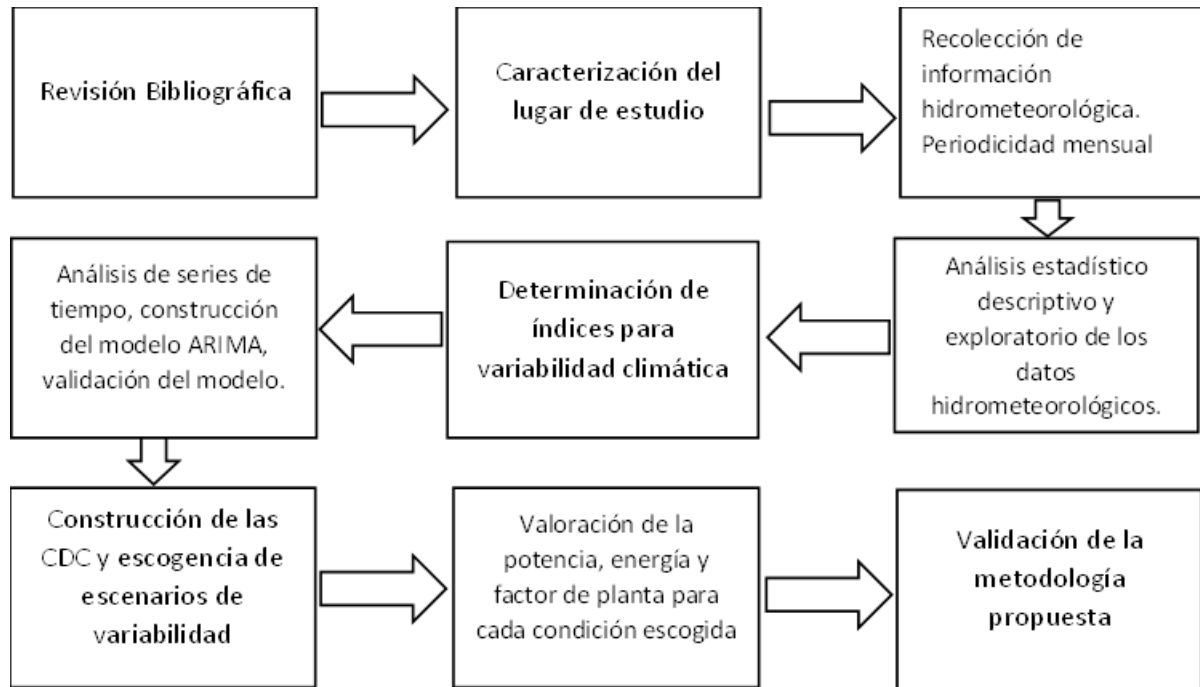 Revisión Bibliográfica
Caracterización del
lugar de estudio
Recolección de
información
hidrometeorológica.
Periodicidad mensual
Análisis estadístico
descriptivo y
exploratorio de los
datos
hidrometeorológicos.
Determinación de
índices para
variabilidad climática
Análisis de series de
tiempo, construcción
del modelo ARIMA,
validación del modelo.
Construcción de las
CDC y escogencia de
escenarios de
variabilidad
Valoración de la
potencia, energía y
factor de planta para
cada condición escogida
Validación de la
metodología
propuesta